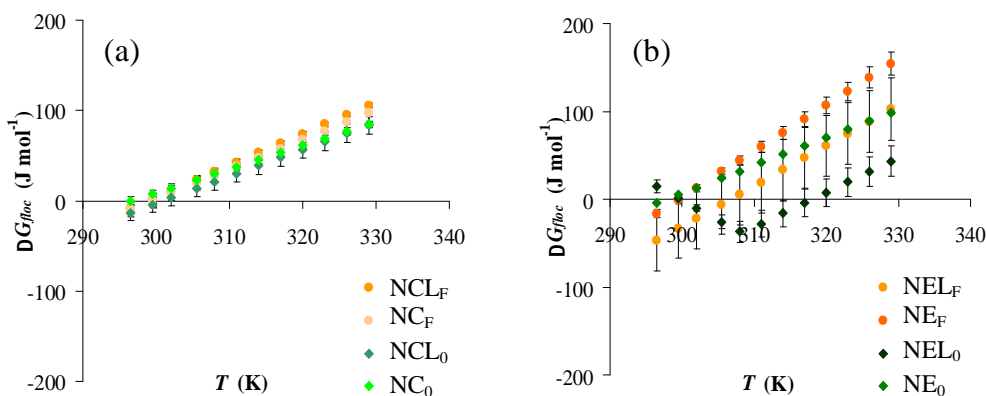 (a)
200
100
0
-100
-200
290
300
310
320
330
340
DG_floc (J mol⁻¹)
T (K)
NCL_F
NC_F
NCL_0
NC_0
(b)
200
100
0
-100
-200
290
300
310
320
330
340
DG_floc (J mol⁻¹)
T (K)
NEL_F
NE_F
NEL_0
NE_0